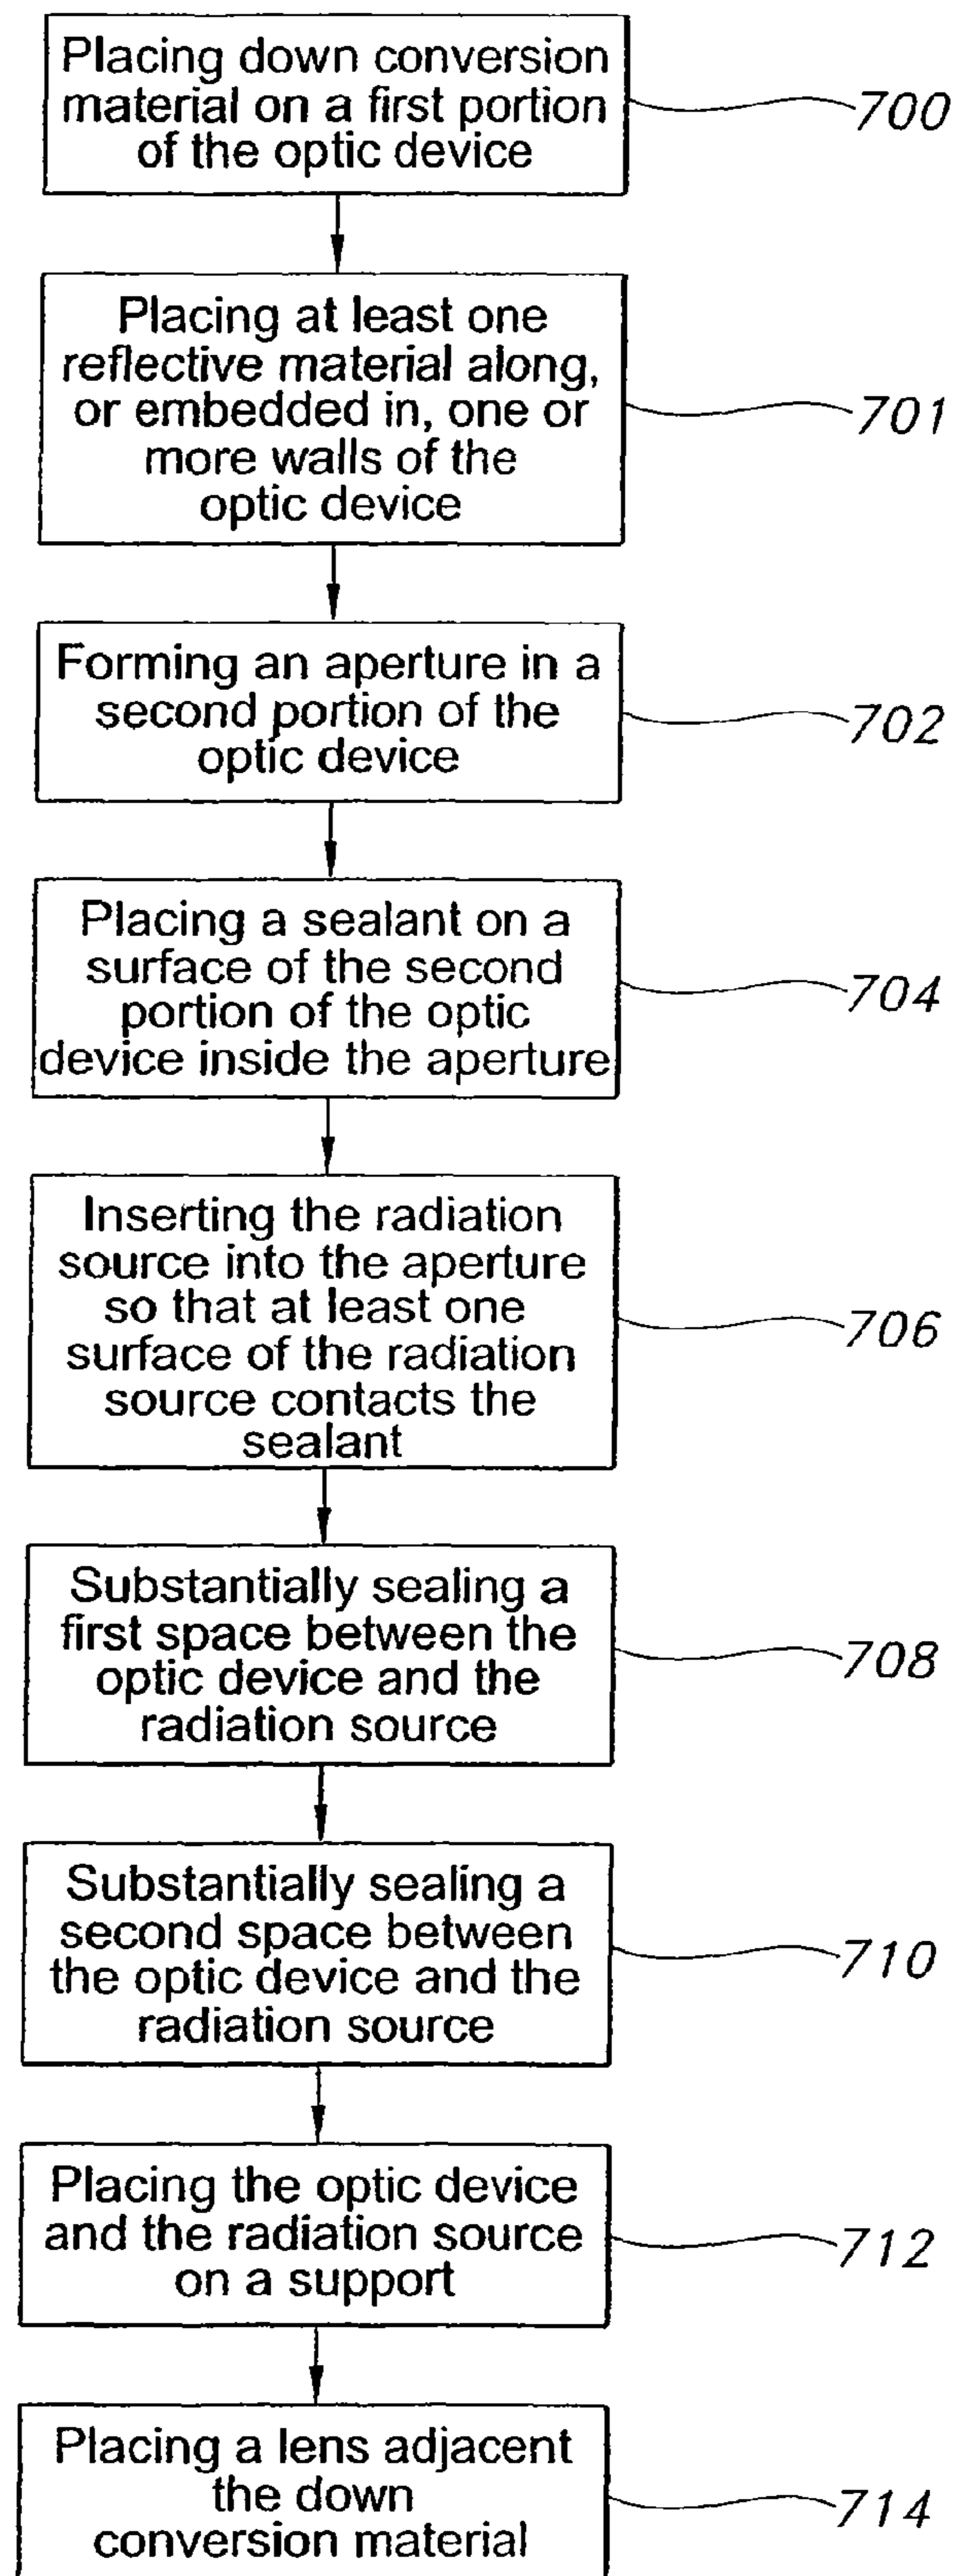 Placing down conversion
material on a first portion
of the optic device
700
Placing at least one
reflective material along,
or embedded in, one or
more walls of the
optic device
701
Forming an aperture in a
second portion of the
optic device
702
Placing a sealant on a
surface of the second
portion of the optic
device inside the aperture
704
Inserting the radiation
source into the aperture
so that at least one
surface of the radiation
source contacts the
sealant
706
Substantially sealing a
first space between the
optic device and the
radiation source
708
Substantially sealing a
second space between
the optic device and the
radiation source
710
Placing the optic device
and the radiation source
on a support
712
Placing a lens adjacent
the down
conversion material
714